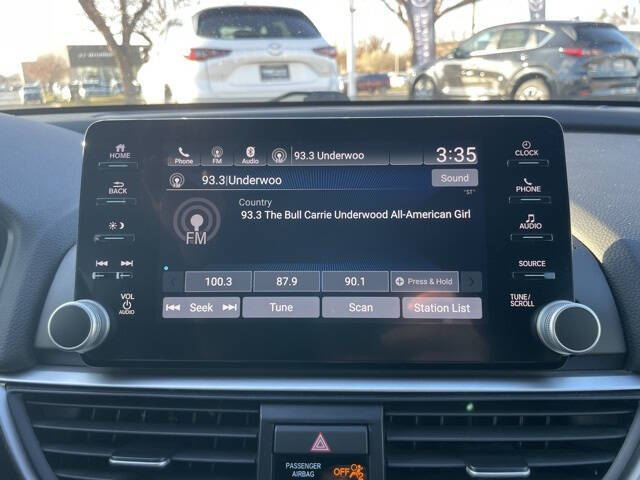 HOME
Phone
FM
Audio
93.3 Underwoo
3:35
CLOCK
93.3|Underwoo
Sound
BACK
"ST"
PHONE
Country
93.3 The Bull Carrie Underwood All-American Girl
FM
AUDIO
SOURCE
100.3
87.9
90.1
Press & Hold
VOL
AUDIO
Seek
Tune
Scan
Station List
TUNE/
SCROLL
PASSENGER
AIRBAG
OFF